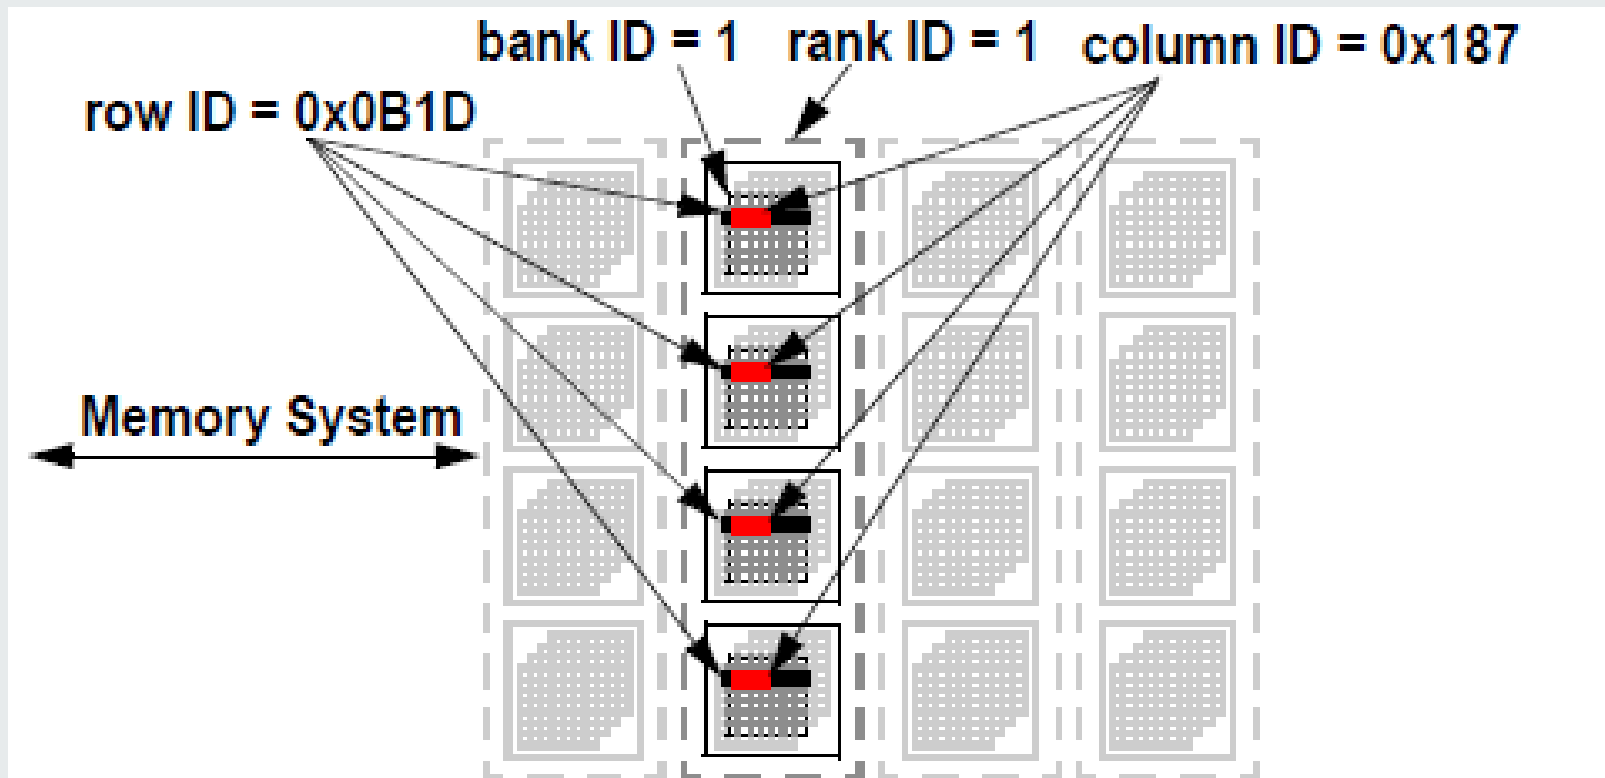 bank ID = 1 rank ID = 1 column ID = 0x187
row ID = 0x0B1D
Memory System